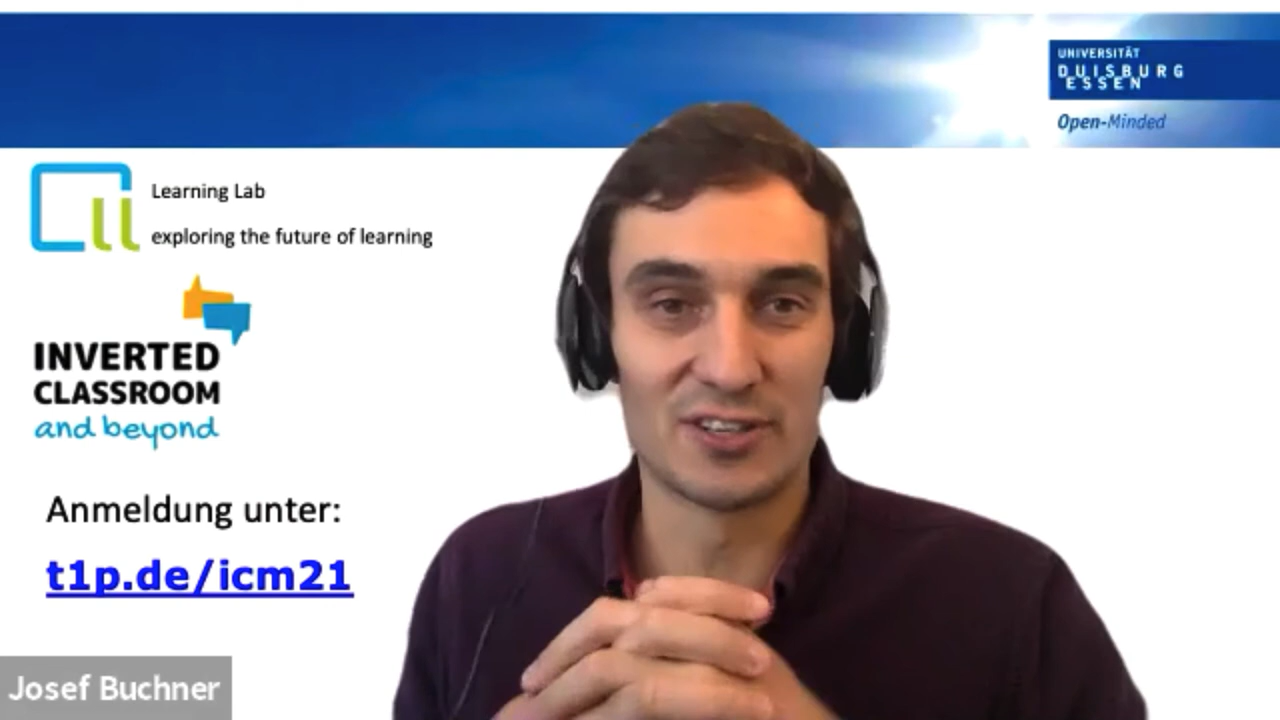 UNIVERSITÄT
DUISBURG
ESSEN
Open-Minded
Learning Lab
exploring the future of learning
INVERTED
CLASSROOM
and beyond
Anmeldung unter:
t1p.de/icm21
Josef Buchner